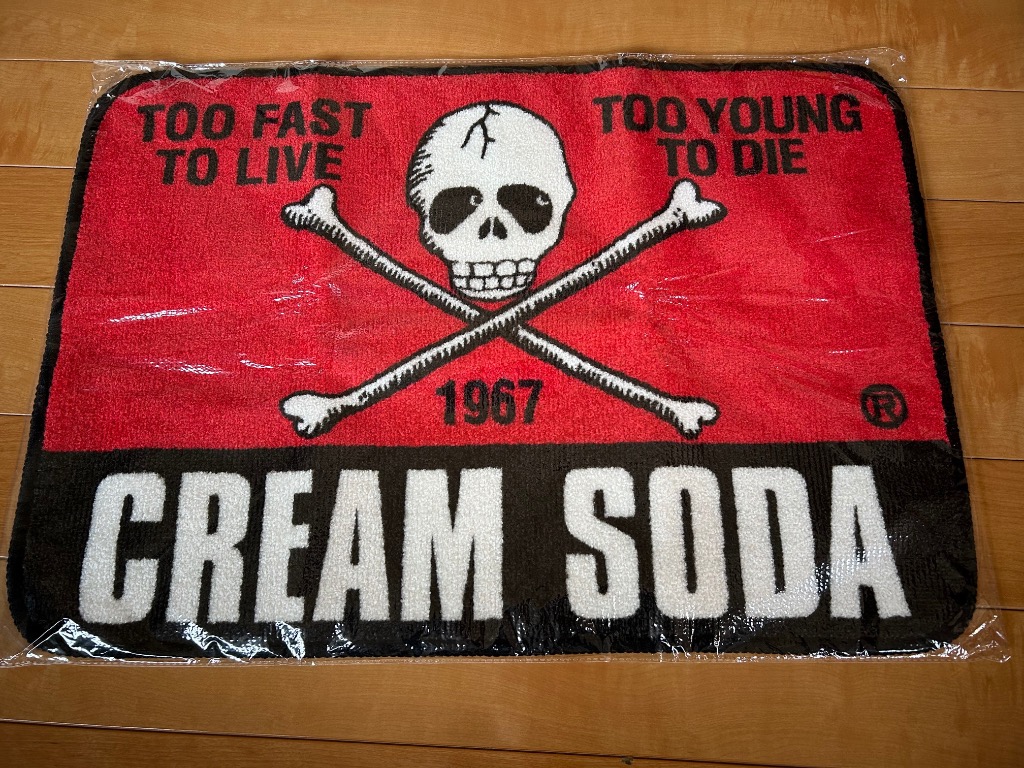 TOO FAST
TO LIVE
TOO YOUNG
TO DIE
1967
®
CREAM SODA